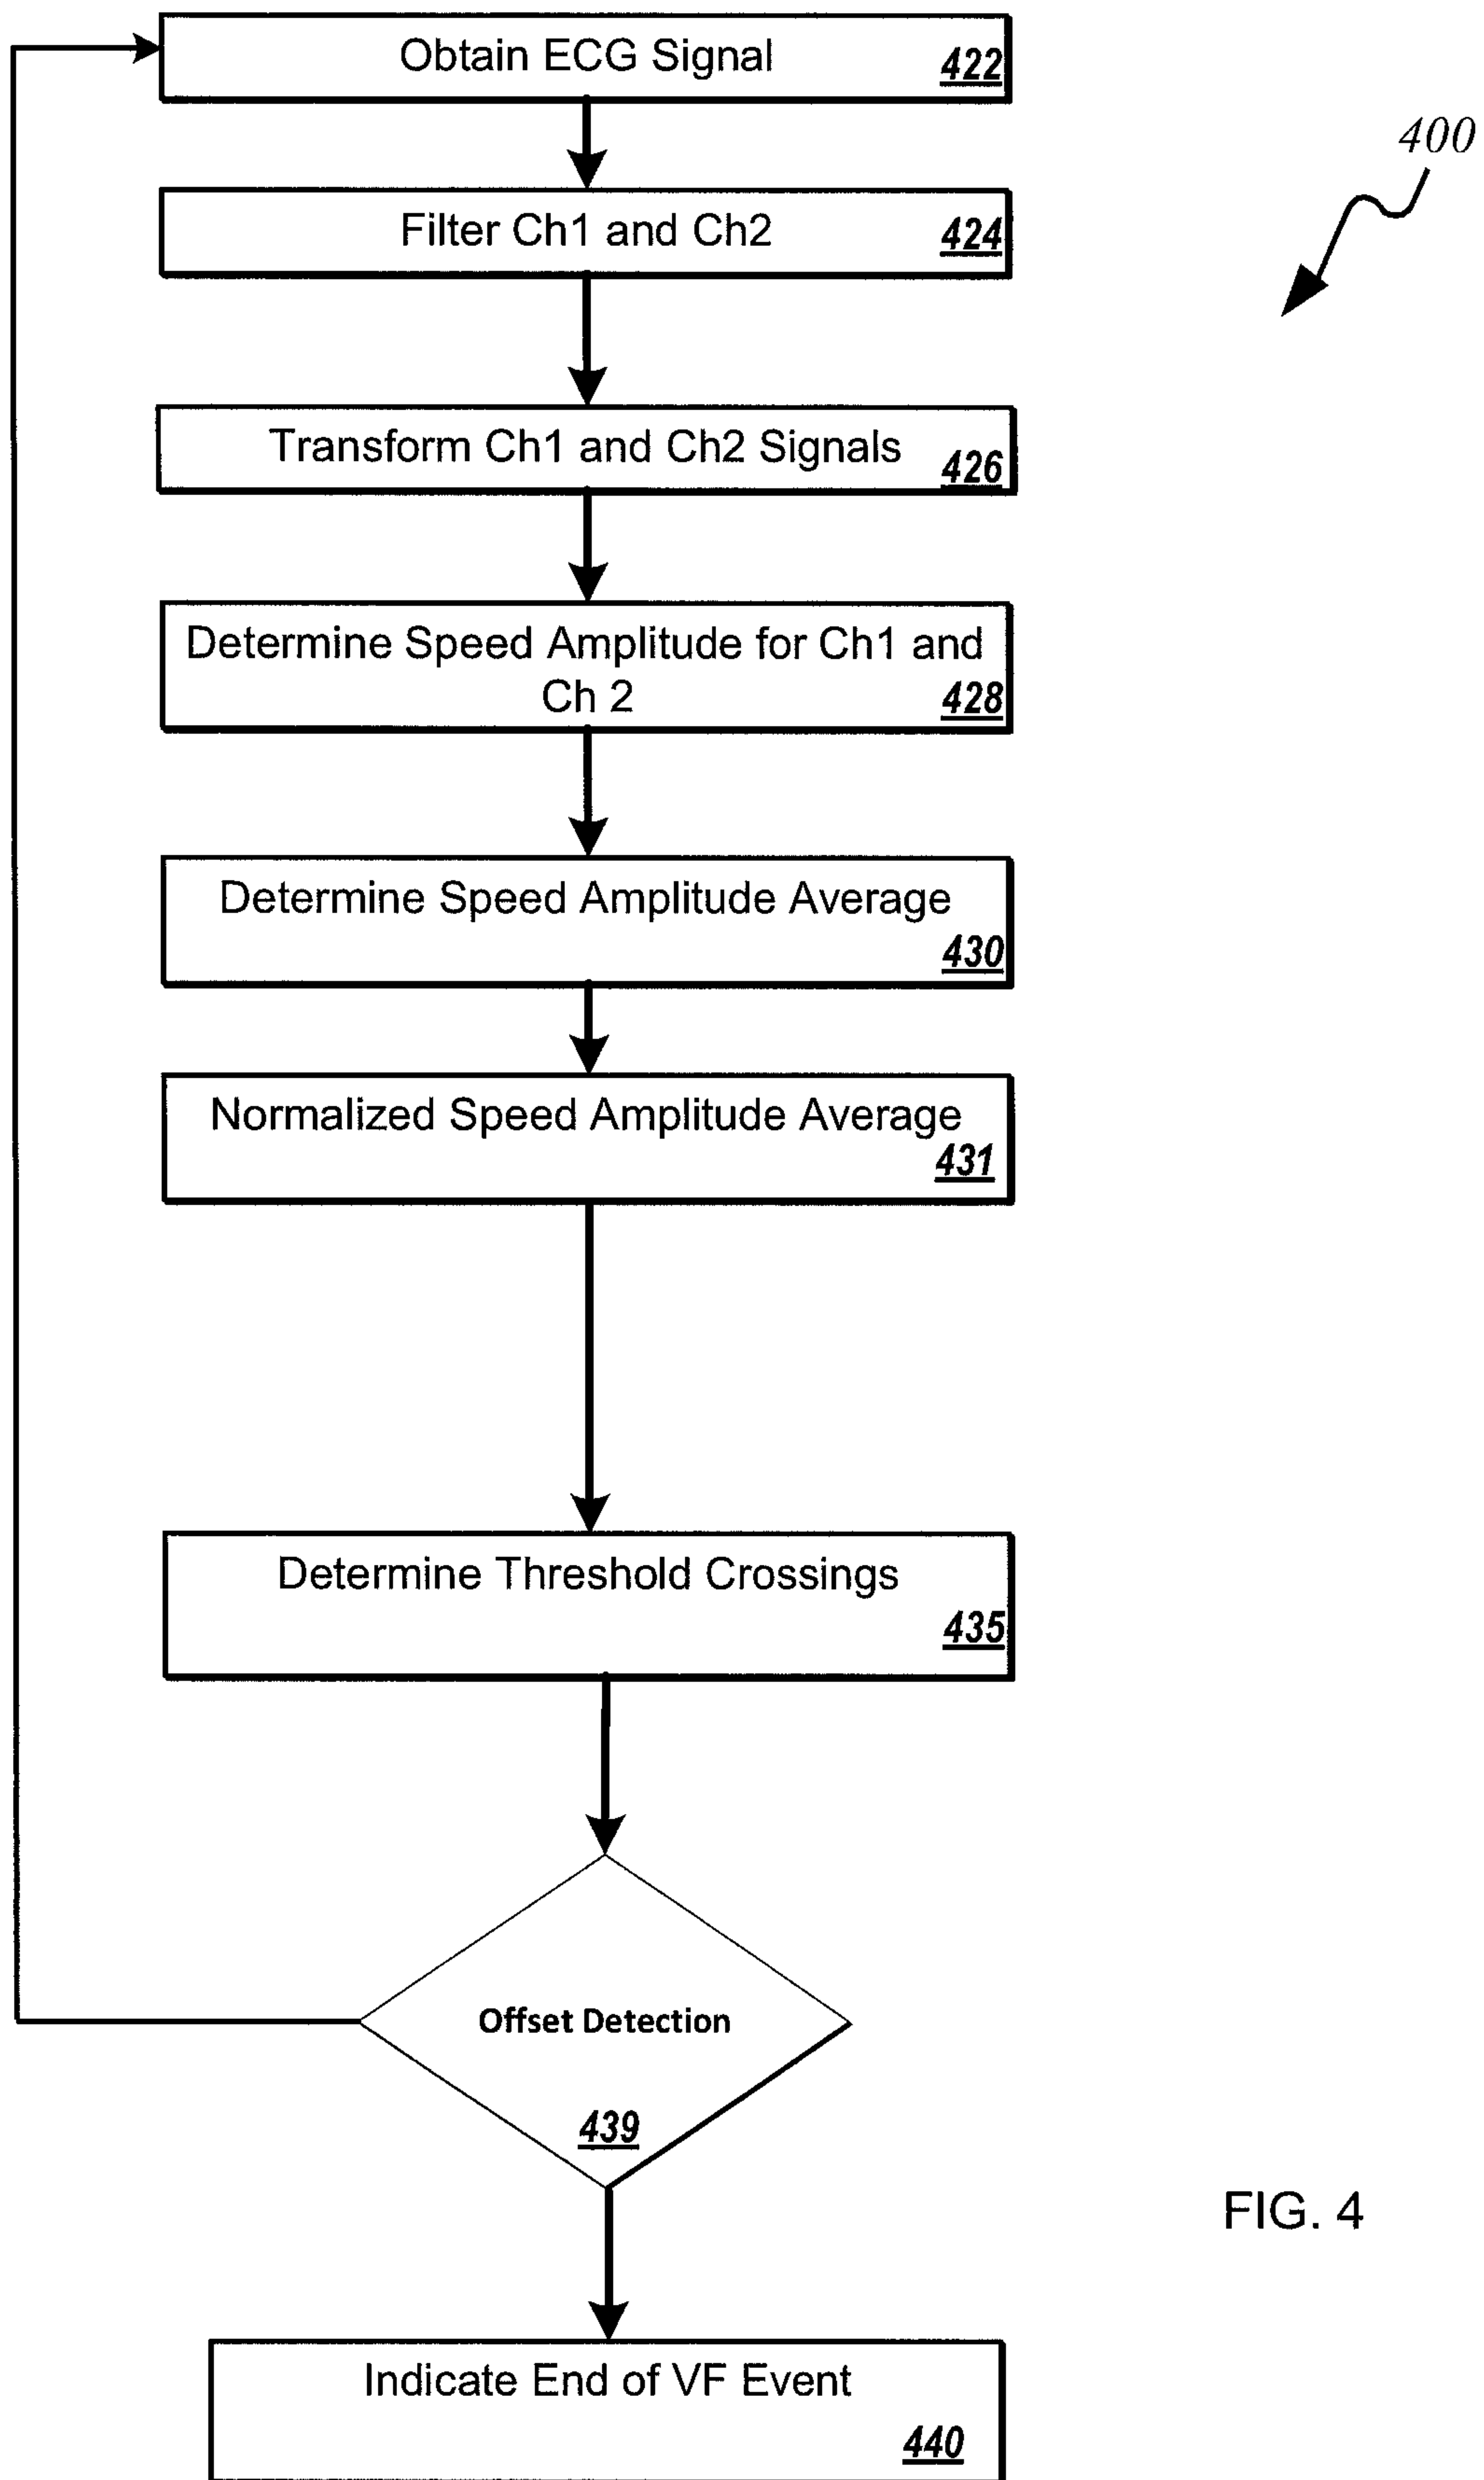 Obtain ECG Signal
422
400
Filter Ch1 and Ch2
424
Transform Ch1 and Ch2 Signals
426
Determine Speed Amplitude for Ch1 and
Ch 2
428
Determine Speed Amplitude Average
430
Normalized Speed Amplitude Average
431
Determine Threshold Crossings
435
Offset Detection
439
FIG. 4
Indicate End of VF Event
440